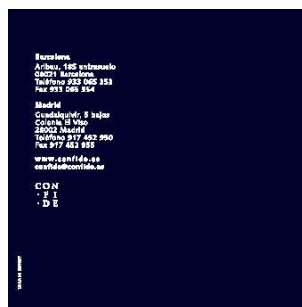 Barcelona
Aribau, 185 entresuelo
08021 Barcelona
Teléfono 933 065 353
Fax 933 065 354
Madrid
Guadalquivir, 5 bajos
Colonia El Viso
28002 Madrid
Teléfono 917 452 950
Fax 917 452 955
www.confide.es
confide@confide.es
CON
· FI
· DE